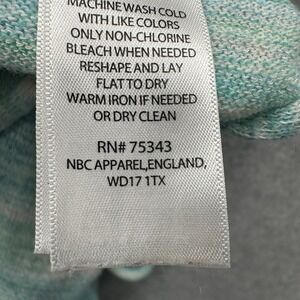 MACHINE WASH COLD
WITH LIKE COLORS
ONLY NON-CHLORINE
BLEACH WHEN NEEDED
RESHAPE AND LAY
FLAT TO DRY
WARM IRON IF NEEDED
OR DRY CLEAN
RN# 75343
NBC APPAREL,ENGLAND,
WD17 1TX